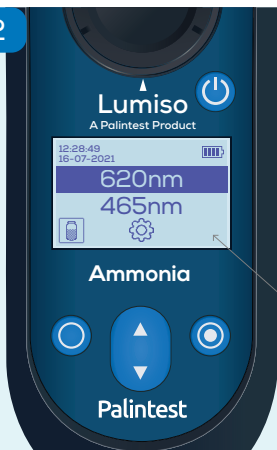 2
Lumiso
A Palintest Product
12:28:49
16-07-2021
620nm
465nm
Ammonia
Palintest